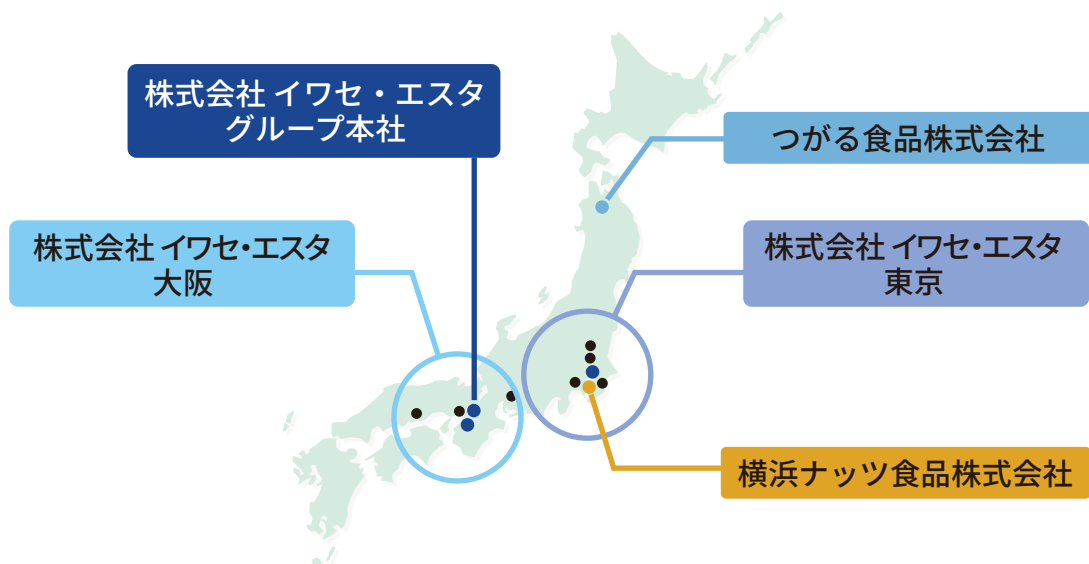 株式会社 イワセ・エスタ
グループ本社
つがる食品株式会社
株式会社 イワセ・エスタ
大阪
株式会社 イワセ・エスタ
東京
横浜ナッツ食品株式会社